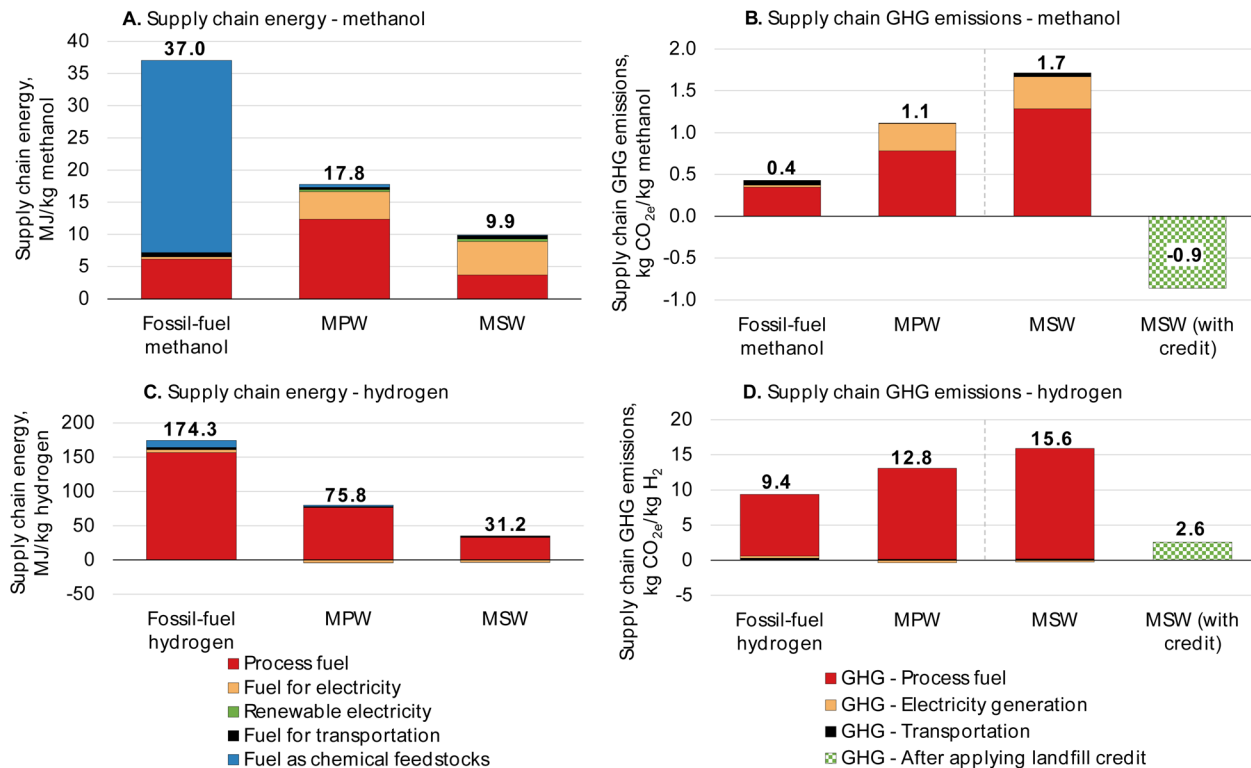 A. Supply chain energy - methanol
Supply chain energy,
MJ/kg methanol
40
35
30
25
20
15
10
5
0
37.0
17.8
9.9
Fossil-fuel
methanol
MPW
MSW
B. Supply chain GHG emissions - methanol
Supply chain GHG emissions,
kg CO2e/kg methanol
2.0
1.5
1.0
0.5
0.0
-0.5
-1.0
0.4
1.1
1.7
-0.9
Fossil-fuel
methanol
MPW
MSW
MSW (with
credit)
C. Supply chain energy - hydrogen
Supply chain energy,
MJ/kg hydrogen
200
150
100
50
0
-50
174.3
75.8
31.2
Fossil-fuel
hydrogen
MPW
MSW
Process fuel
Fuel for electricity
Renewable electricity
Fuel for transportation
Fuel as chemical feedstocks
D. Supply chain GHG emissions - hydrogen
Supply chain GHG emissions,
kg CO2e/kg H2
20
15
10
5
0
-5
9.4
12.8
15.6
2.6
Fossil-fuel
hydrogen
MPW
MSW
MSW (with
credit)
GHG - Process fuel
GHG - Electricity generation
GHG - Transportation
GHG - After applying landfill credit